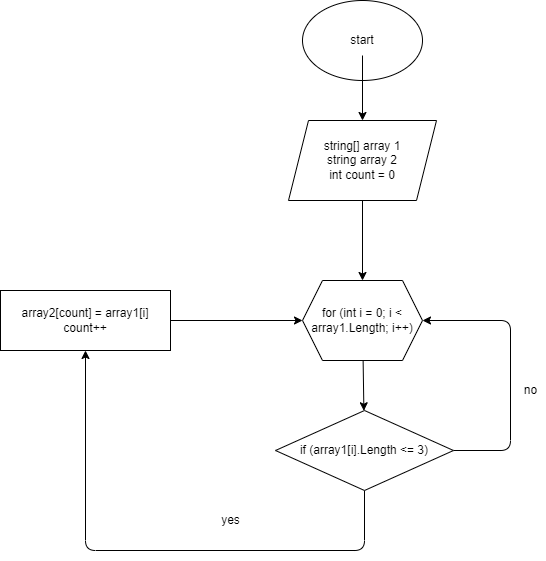 start
string[] array 1
string array 2
int count = 0
array2[count] = array1[i]
count++
for (int i = 0; i <
array1.Length; i++)
no
if (array1[i].Length <= 3)
yes